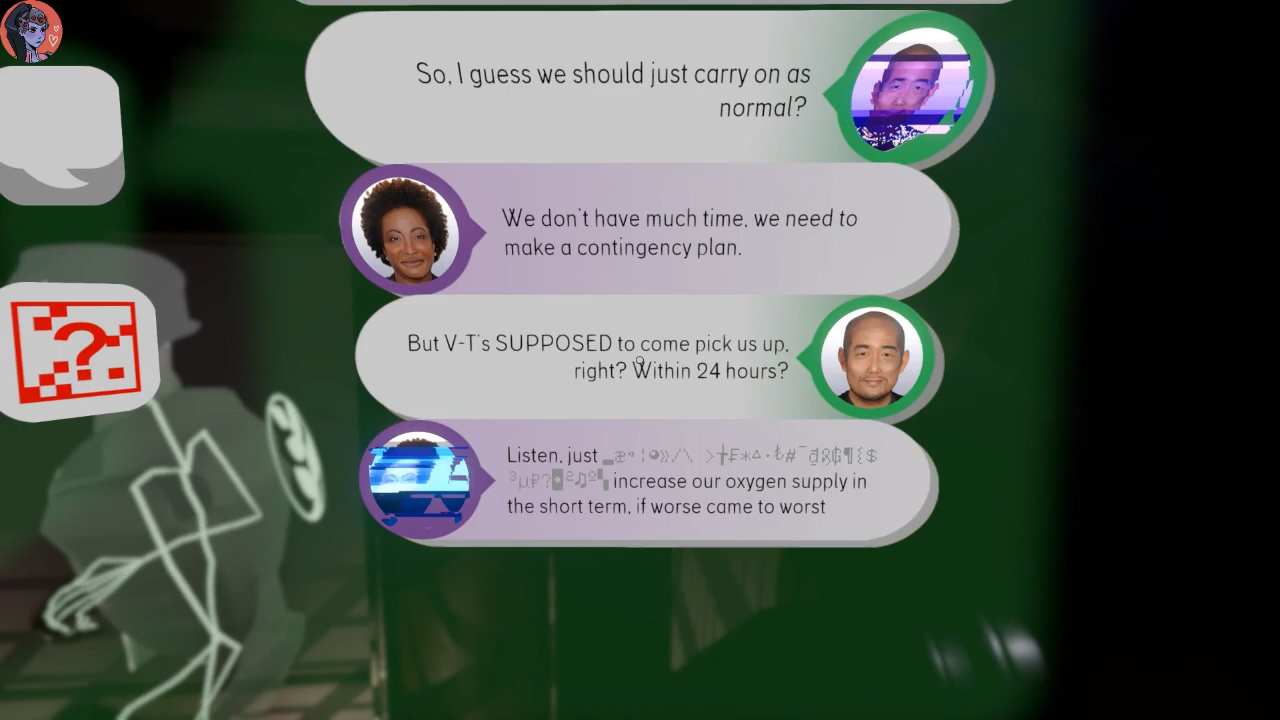 So, I guess we should just carry on as
normal?
We don't have much time, we need to
make a contingency plan.
But V-T's SUPPOSED to come pick us up,
right? Within 24 hours?
?
Listen, just
increase our oxygen supply in
the short term, if worse came to worst